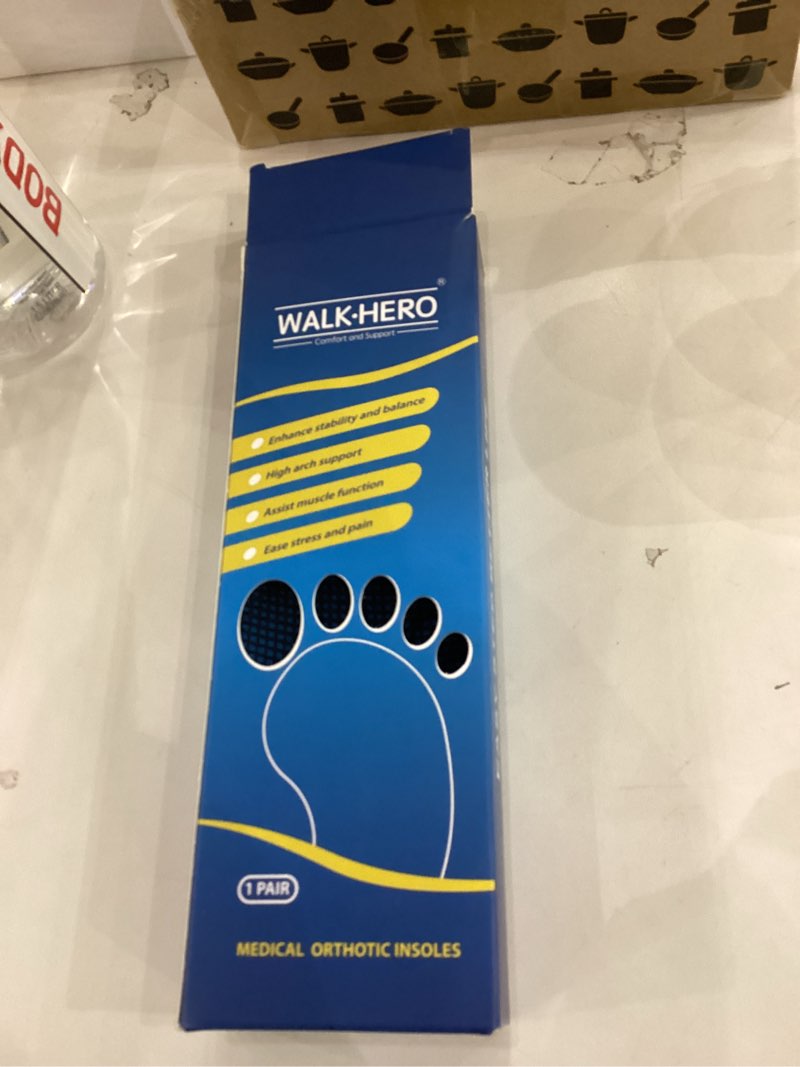 BODY
WALK·HERO®
Comfort and Support
Enhance stability and balance
High arch support
Assist muscle function
Ease stress and pain
1 PAIR
MEDICAL ORTHOTIC INSOLES